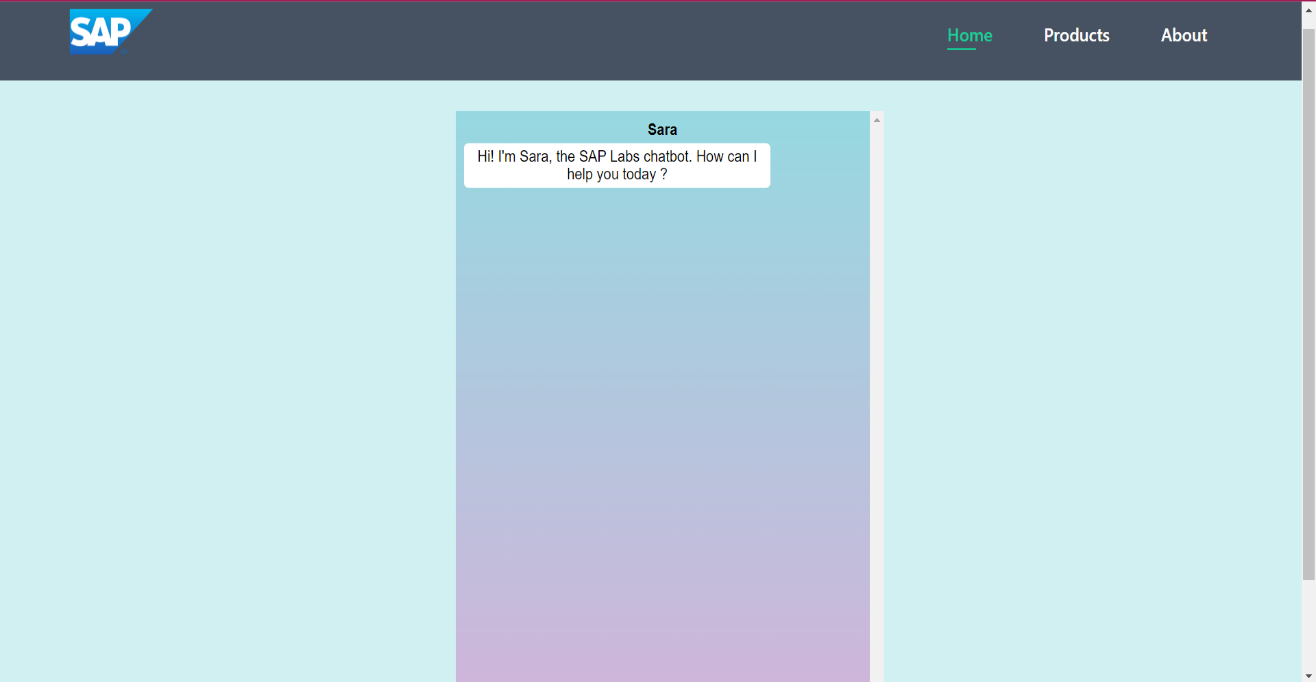 SAP
Home
Products
About
Sara
Hi! I'm Sara, the SAP Labs chatbot. How can I
help you today ?